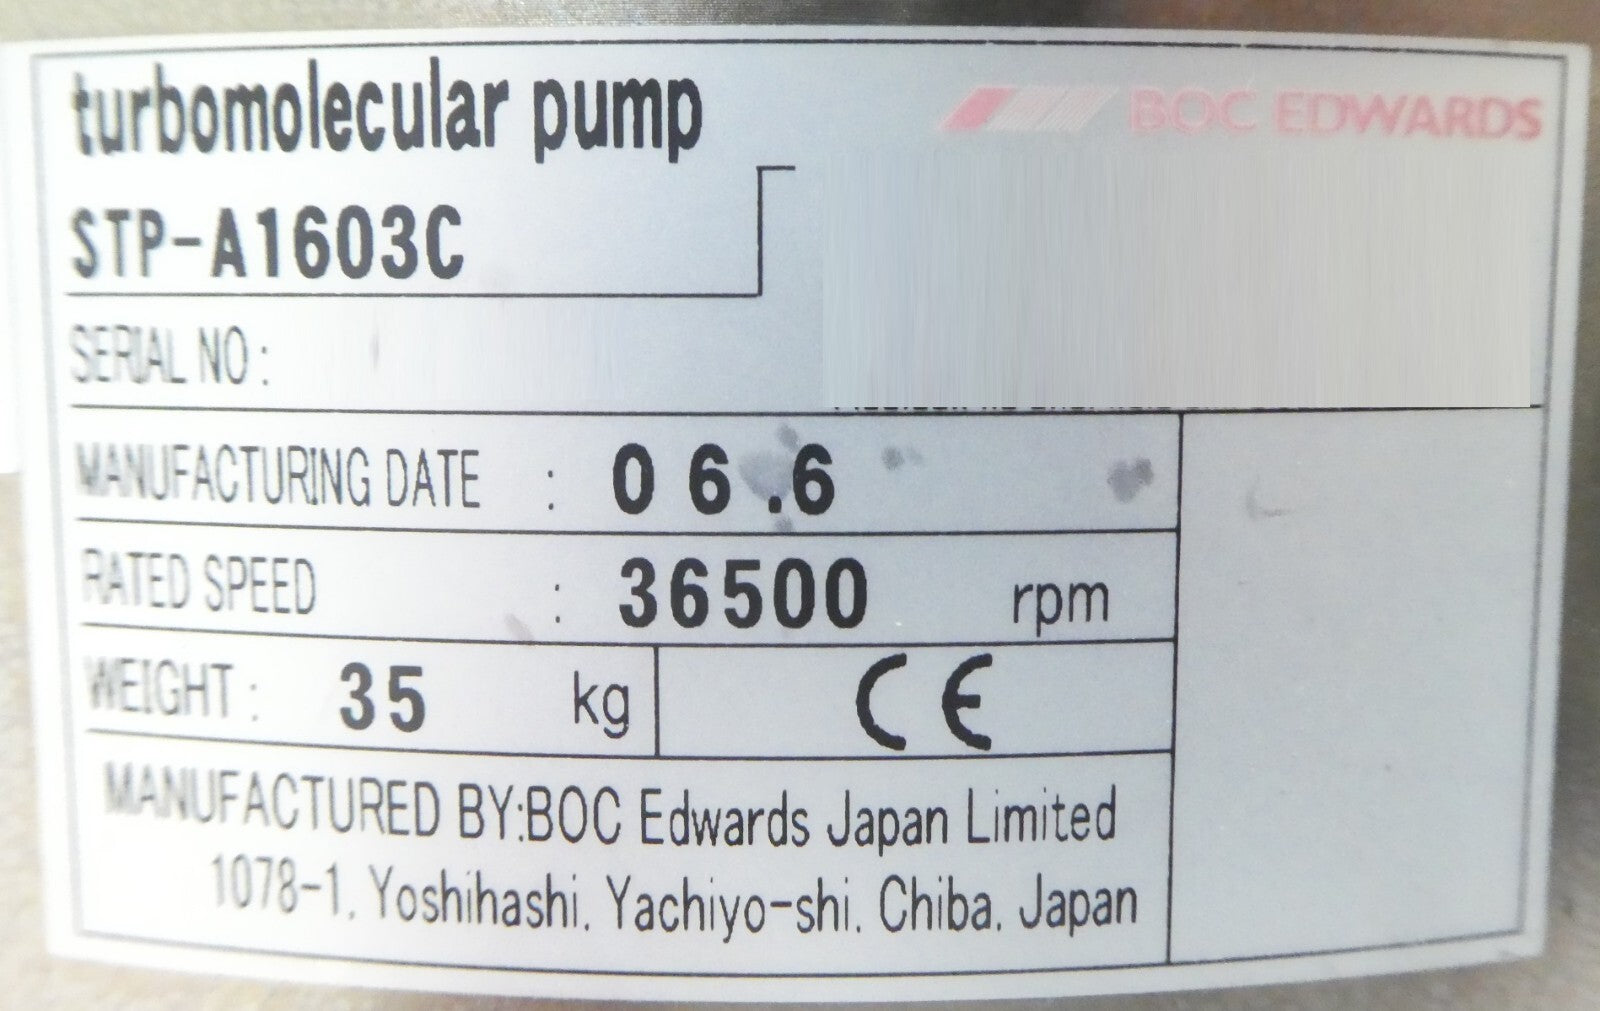 turbomolecular pump
BOC EDWARDS
STP-A1603C
SERIAL NO :
MANUFACTURING DATE : 06.6
RATED SPEED : 36500 rpm
WEIGHT : 35 kg CE
MANUFACTURED BY:BOC Edwards Japan Limited
1078-1. Yoshihashi. Yachiyo-shi. Chiba. Japan